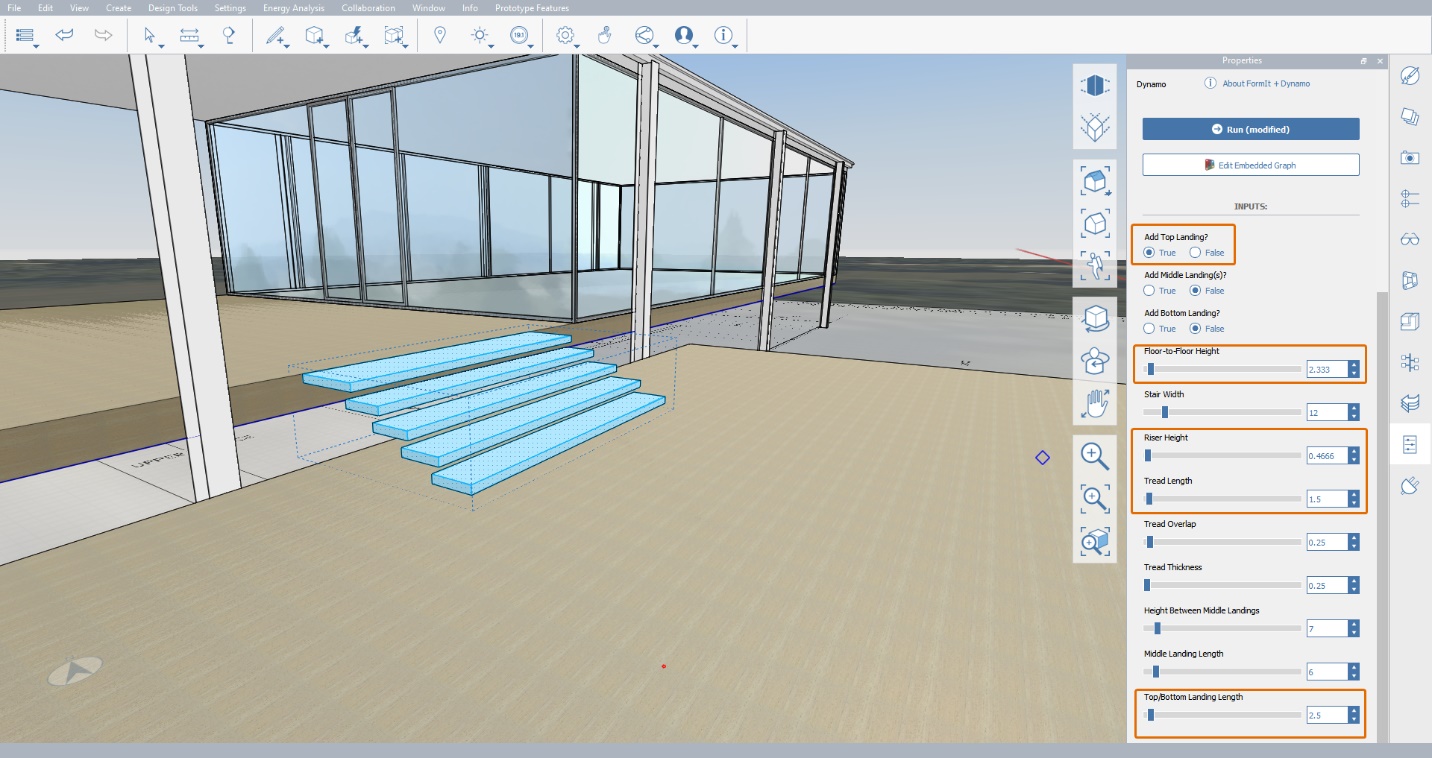 File Edit View Create Design Tools Settings Energy Analysis Collaboration Window Info Prototype Features
Properties
Dynamo
About FormIt + Dynamo
Run (modified)
Edit Embedded Graph
INPUTS:
Add Top Landing?
True False
Add Middle Landing(s)?
True False
Add Bottom Landing?
True False
Floor-to-Floor Height
2.333
Stair Width
12
Riser Height
0.4666
Tread Length
1.5
Tread Overlap
0.25
Tread Thickness
0.25
Height Between Middle Landings
7
Middle Landing Length
6
Top/Bottom Landing Length
2.5
UPPER